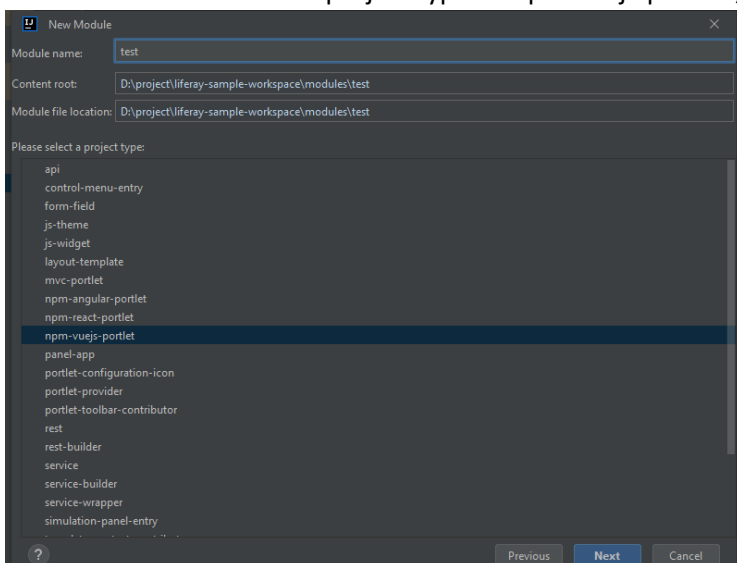 New Module
Module name: test
Content root: D:\project\liferay-sample-workspace\modules\test
Module file location: D:\project\liferay-sample-workspace\modules\test
Please select a project type:
api
control-menu-entry
form-field
js-theme
js-widget
layout-template
mvc-portlet
npm-angular-portlet
npm-react-portlet
npm-vuejs-portlet
panel-app
portlet-configuration-icon
portlet-provider
portlet-toolbar-contributor
rest
rest-builder
service
service-builder
service-wrapper
simulation-panel-entry
? Previous Next Cancel